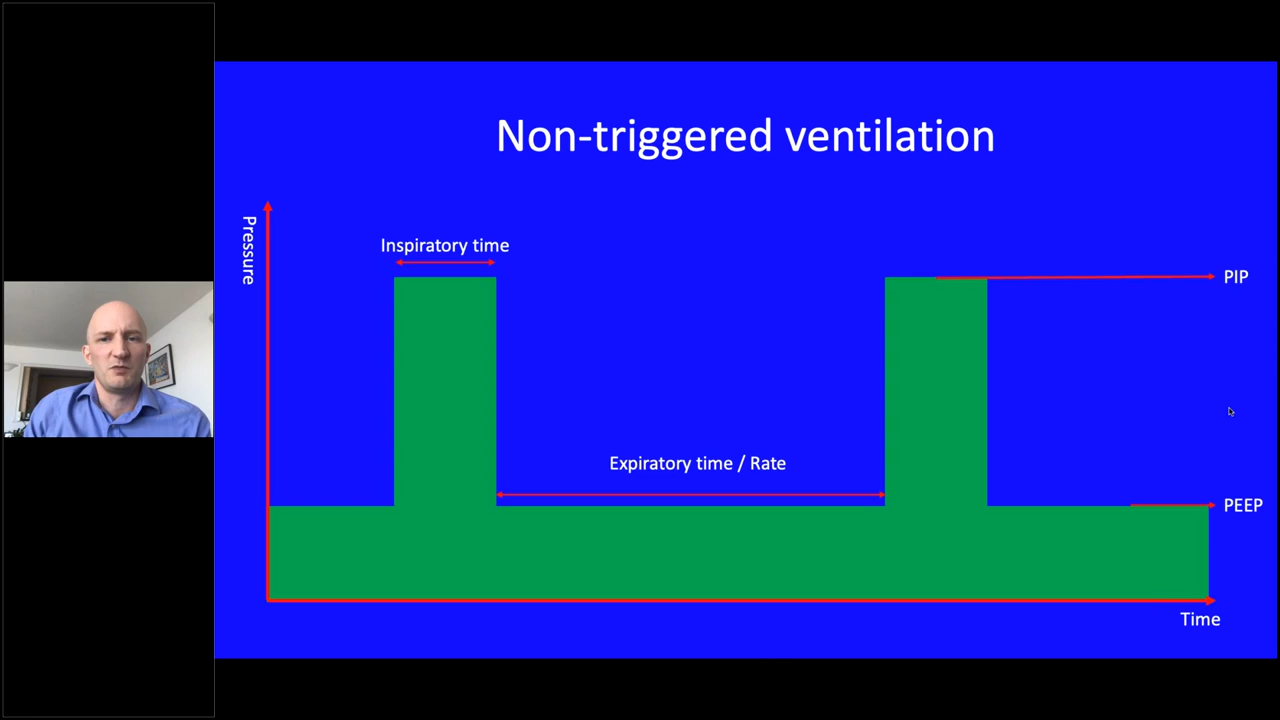 Non-triggered ventilation
Pressure
Inspiratory time
PIP
Expiratory time / Rate
PEEP
Time